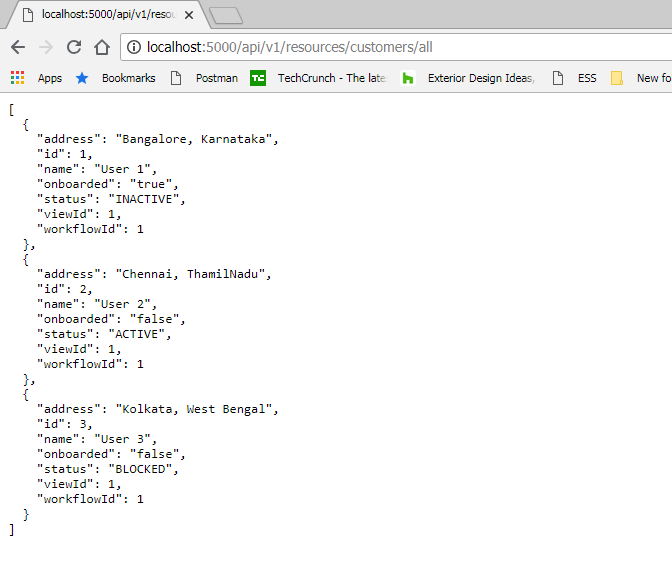 localhost:5000/api/v1/resou
localhost:5000/api/v1/resources/customers/all
Apps Bookmarks Postman TechCrunch - The late Exterior Design Ideas, ESS New fo
[
  {
    "address": "Bangalore, Karnataka",
    "id": 1,
    "name": "User 1",
    "onboarded": "true",
    "status": "INACTIVE",
    "viewId": 1,
    "workflowId": 1
  },
  {
    "address": "Chennai, ThamilNadu",
    "id": 2,
    "name": "User 2",
    "onboarded": "false",
    "status": "ACTIVE",
    "viewId": 1,
    "workflowId": 1
  },
  {
    "address": "Kolkata, West Bengal",
    "id": 3,
    "name": "User 3",
    "onboarded": "false",
    "status": "BLOCKED",
    "viewId": 1,
    "workflowId": 1
  }
]